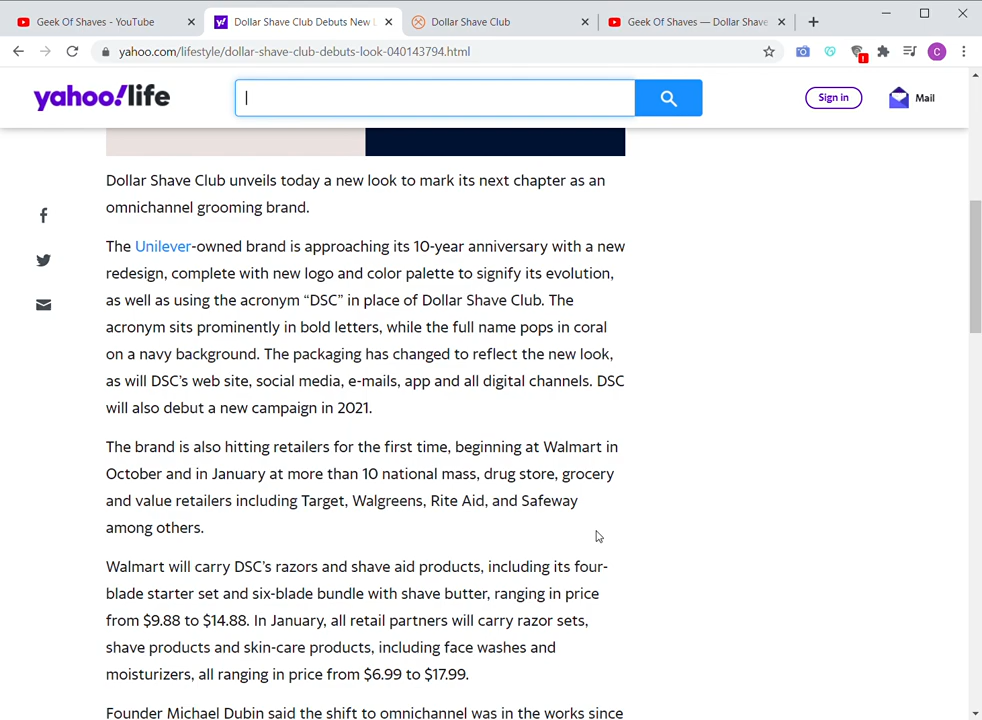 Geek Of Shaves - YouTube
Dollar Shave Club Debuts New L
Dollar Shave Club
Geek Of Shaves — Dollar Shave
yahoo.com/lifestyle/dollar-shave-club-debuts-look-040143794.html
C
yahoo!life
Sign in
Mail
Dollar Shave Club unveils today a new look to mark its next chapter as an
omnichannel grooming brand.
The Unilever-owned brand is approaching its 10-year anniversary with a new
redesign, complete with new logo and color palette to signify its evolution,
as well as using the acronym “DSC” in place of Dollar Shave Club. The
acronym sits prominently in bold letters, while the full name pops in coral
on a navy background. The packaging has changed to reflect the new look,
as will DSC’s web site, social media, e-mails, app and all digital channels. DSC
will also debut a new campaign in 2021.
The brand is also hitting retailers for the first time, beginning at Walmart in
October and in January at more than 10 national mass, drug store, grocery
and value retailers including Target, Walgreens, Rite Aid, and Safeway
among others.
Walmart will carry DSC’s razors and shave aid products, including its four-
blade starter set and six-blade bundle with shave butter, ranging in price
from $9.88 to $14.88. In January, all retail partners will carry razor sets,
shave products and skin-care products, including face washes and
moisturizers, all ranging in price from $6.99 to $17.99.
Founder Michael Dubin said the shift to omnichannel was in the works since